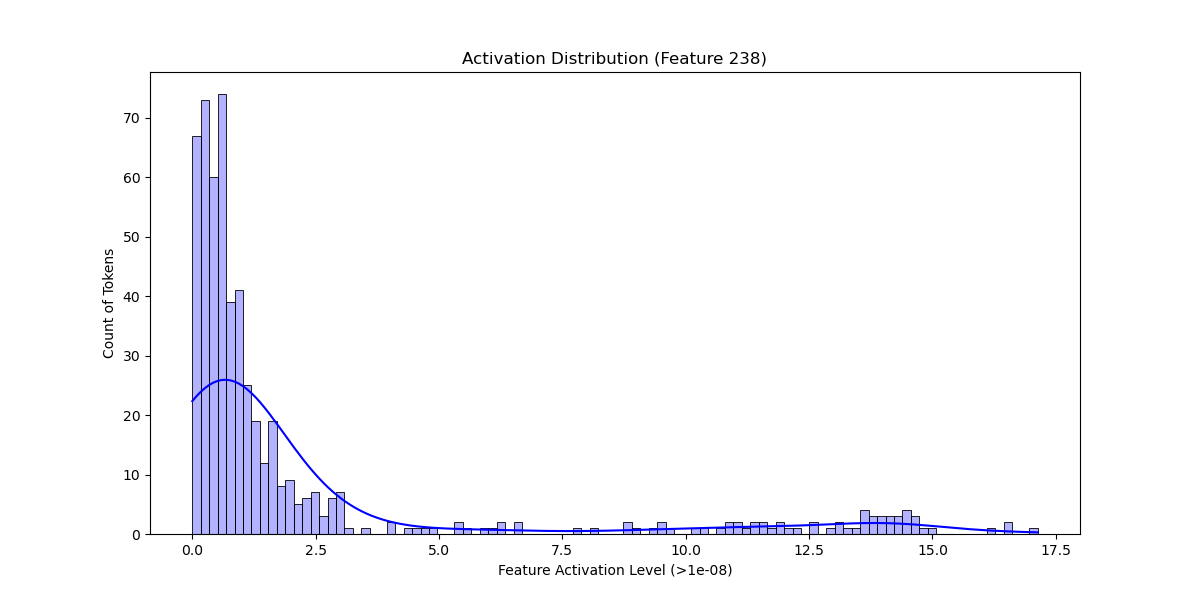 Activation Distribution (Feature 238)
Count of Tokens
70
60
50
40
30
20
10
0
0.0 2.5 5.0 7.5 10.0 12.5 15.0 17.5
Feature Activation Level (>1e-08)